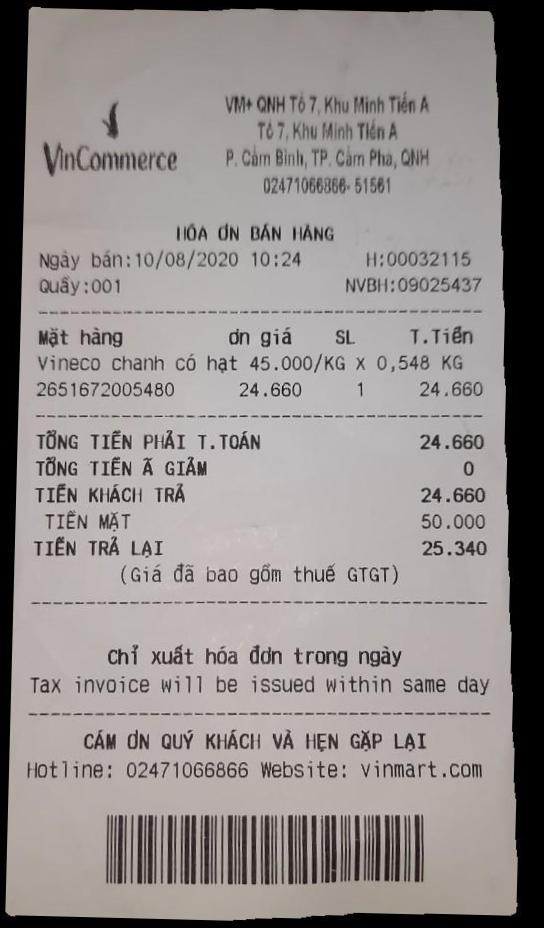 VinCommerce
VM+ QNH Tổ 7, Khu Minh Tiến A
Tổ 7, Khu Minh Tiến A
P. Cẩm Bình, TP. Cẩm Phả, QNH
02471066866-51561
HÓA ƠN BÁN HÀNG
Ngày bán:10/08/2020 10:24 H:00032115
Quầy:001 NVBH:09025437
Mặt hàng ơn giá SL T.Tiền
Vineco chanh có hạt 45.000/KG X 0,548 KG
2651672005480 24.660 1 24.660
TỔNG TIỀN PHẢI T.TOÁN 24.660
TỔNG TIỀN Ã GIẢM 0
TIỀN KHÁCH TRẢ 24.660
TIỀN MẶT 50.000
TIỀN TRẢ LẠI 25.340
(Giá đã bao gồm thuế GTGT)
Chỉ xuất hóa đơn trong ngày
Tax invoice will be issued within same day
CÁM ƠN QUÝ KHÁCH VÀ HẸN GẶP LẠI
Hotline: 02471066866 Website: vinmart.com